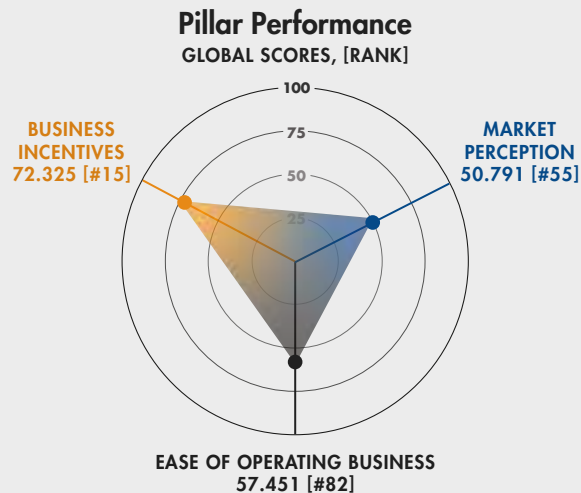 Pillar Performance
GLOBAL SCORES, [RANK]
100
75
50
25
BUSINESS
INCENTIVES
72.325 [#15]
MARKET
PERCEPTION
50.791 [#55]
EASE OF OPERATING BUSINESS
57.451 [#82]